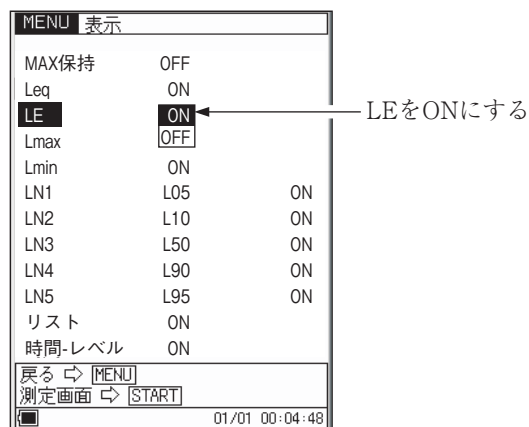 MENU 表示
MAX保持 OFF
Leq ON
LE ON LEをONにする
Lmax OFF
Lmin ON
LN1 L05 ON
LN2 L10 ON
LN3 L50 ON
LN4 L90 ON
LN5 L95 ON
リスト ON
時間-レベル ON
戻る ⇨ MENU
測定画面 ⇨ START
01/01 00:04:48